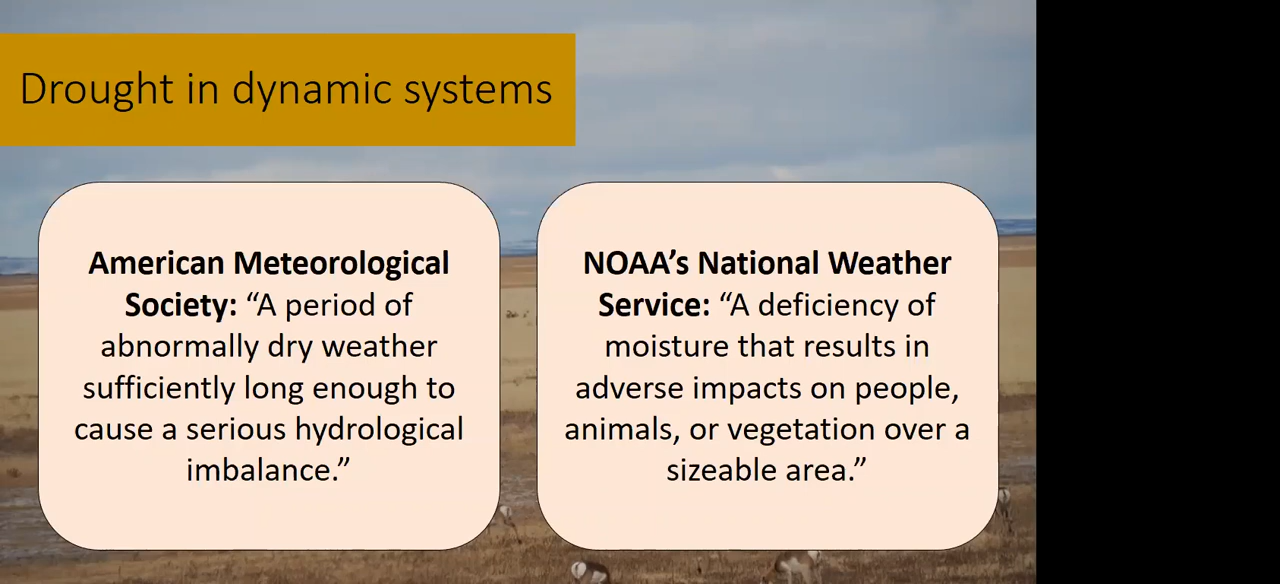 Drought in dynamic systems
American Meteorological
Society: “A period of
abnormally dry weather
sufficiently long enough to
cause a serious hydrological
imbalance.”
NOAA’s National Weather
Service: “A deficiency of
moisture that results in
adverse impacts on people,
animals, or vegetation over a
sizeable area.”